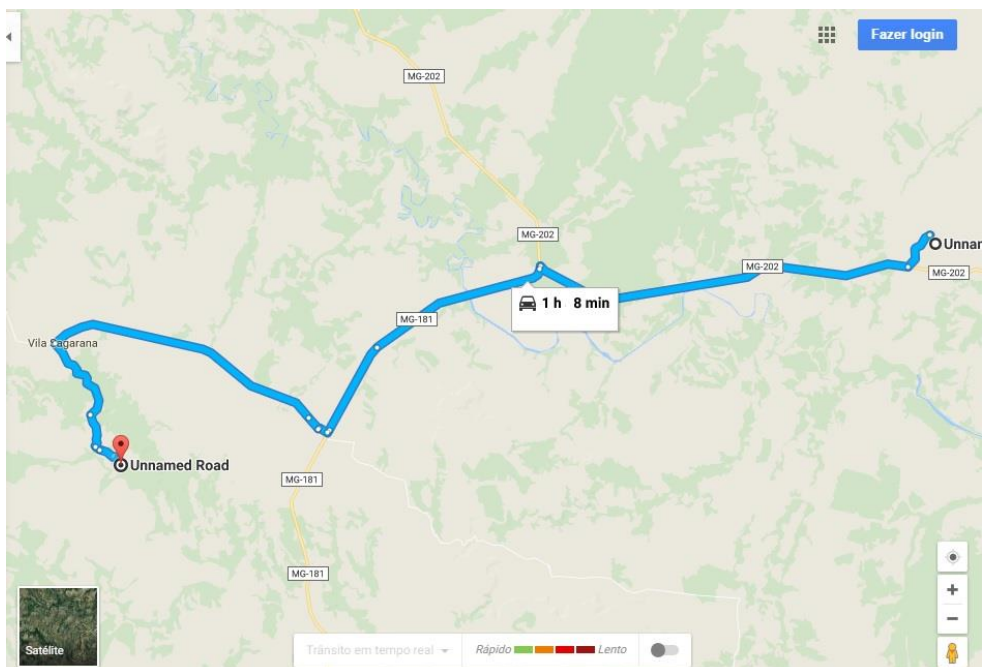 Fazer login
MG-202
MG-202
Unnar
MG-202
MG-202
1 h 8 min
MG-181
Vila Sagarana
Unnamed Road
MG-181
MG-181
Satélite
Trânsito em tempo real
Rápido
Lento